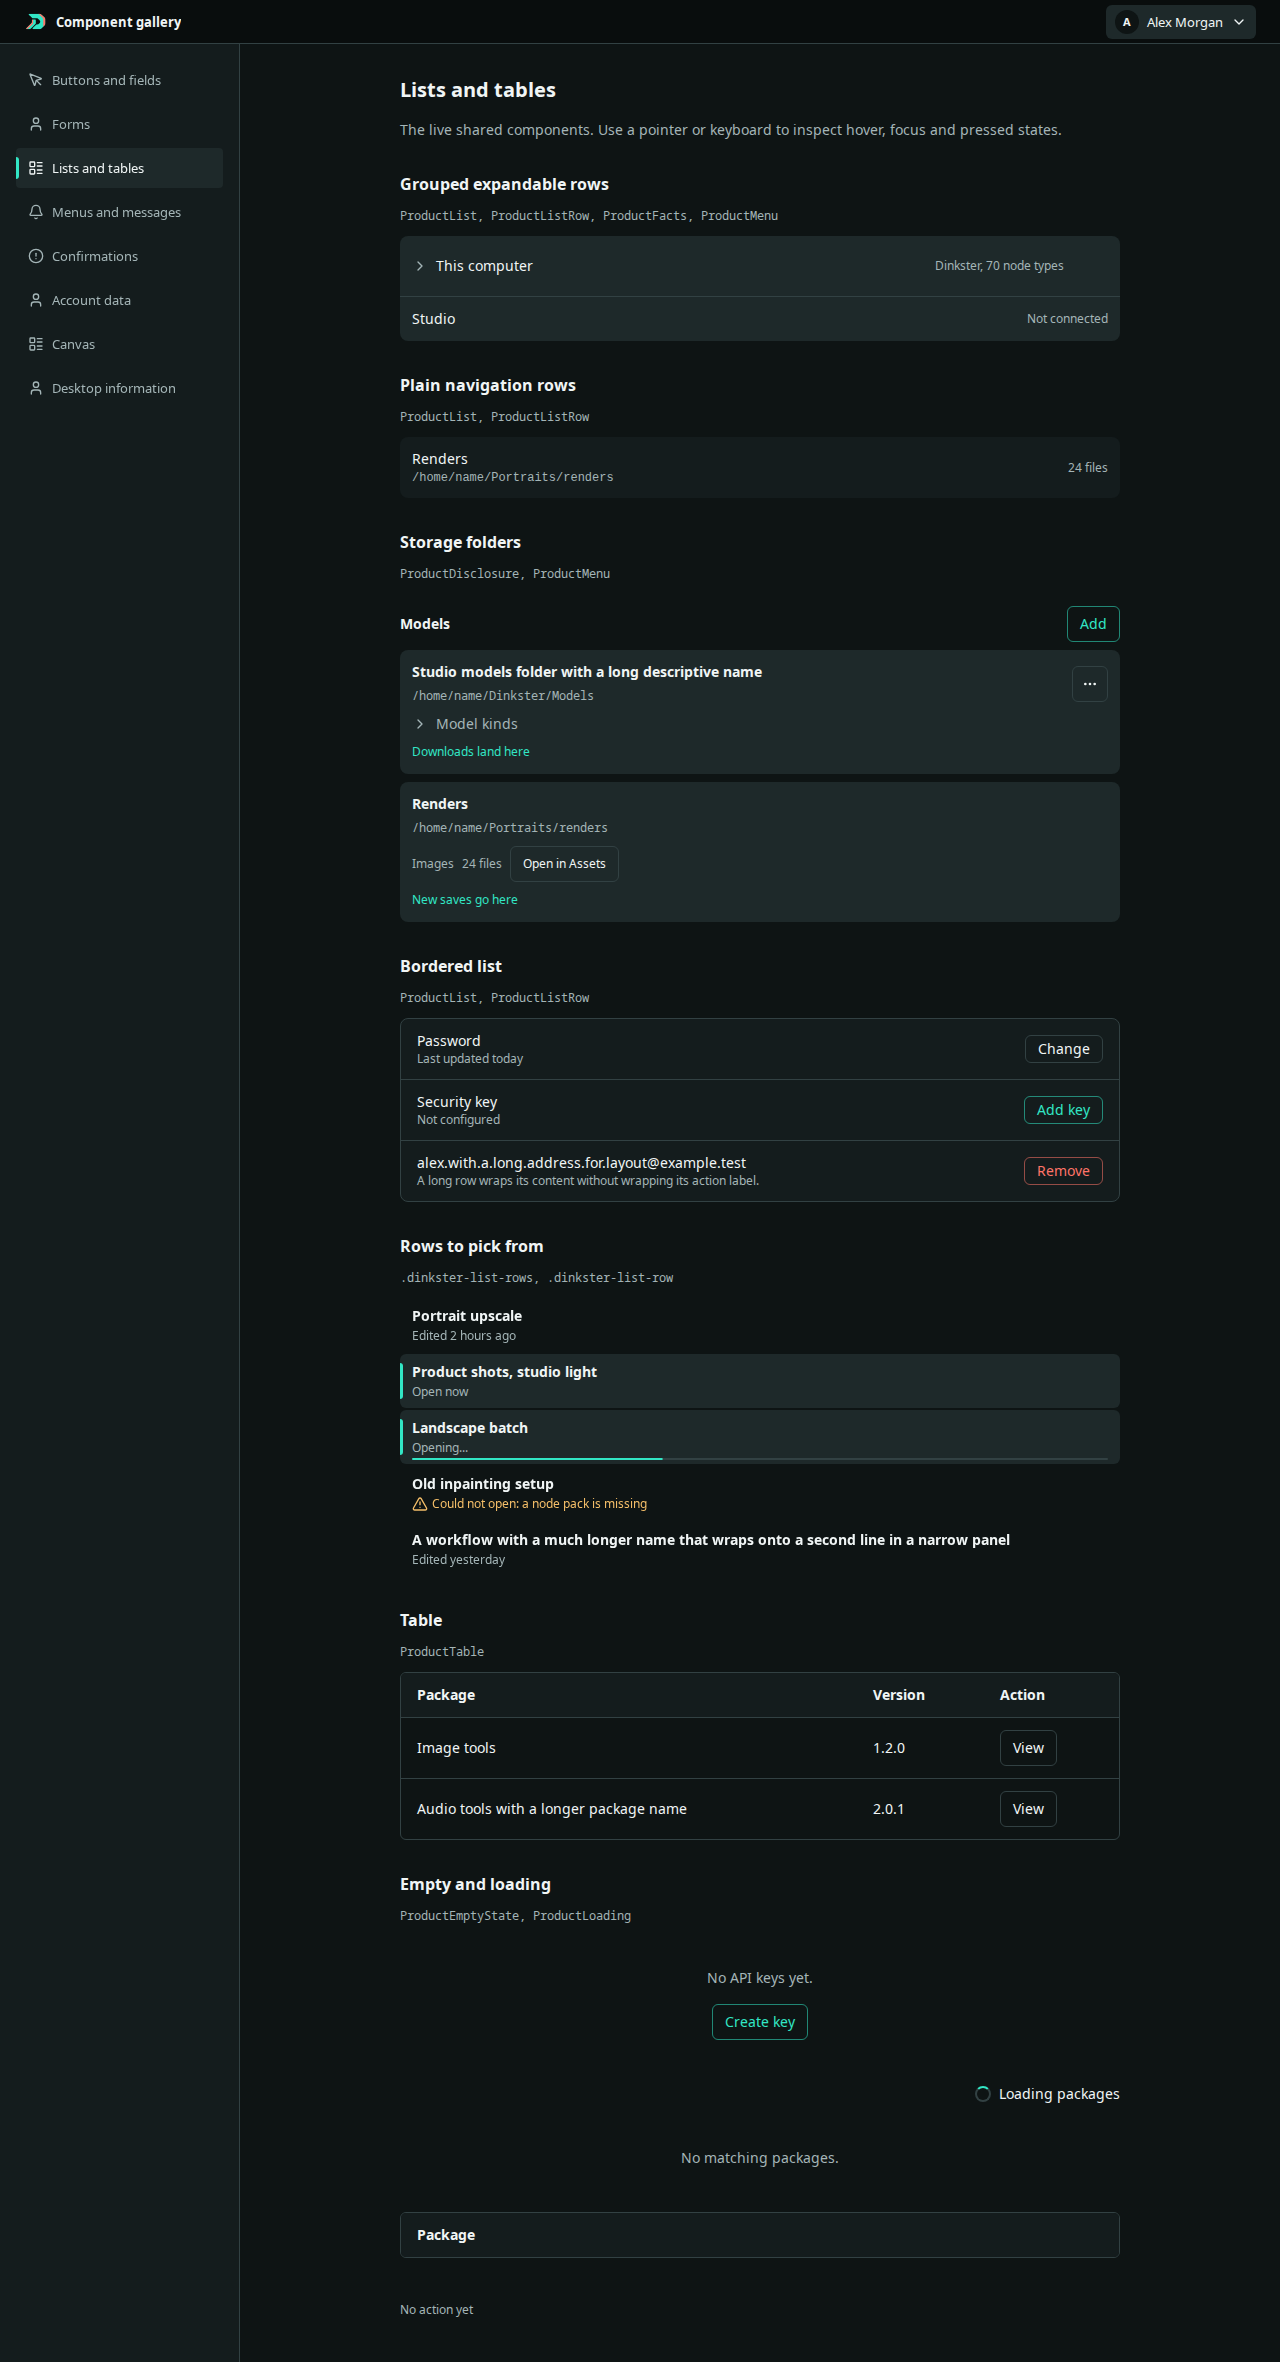 Component gallery
A Alex Morgan
Buttons and fields
Forms
Lists and tables
Menus and messages
Confirmations
Account data
Canvas
Desktop information
Lists and tables
The live shared components. Use a pointer or keyboard to inspect hover, focus and pressed states.
Grouped expandable rows
ProductList, ProductListRow, ProductFacts, ProductMenu
This computer
Dinkster, 70 node types
Studio
Not connected
Plain navigation rows
ProductList, ProductListRow
Renders
/home/name/Portraits/renders
24 files
Storage folders
ProductDisclosure, ProductMenu
Models
Add
Studio models folder with a long descriptive name
/home/name/Dinkster/Models
Model kinds
Downloads land here
Renders
/home/name/Portraits/renders
Images 24 files Open in Assets
New saves go here
Bordered list
ProductList, ProductListRow
Password
Last updated today
Change
Security key
Not configured
Add key
alex.with.a.long.address.for.layout@example.test
A long row wraps its content without wrapping its action label.
Remove
Rows to pick from
.dinkster-list-rows, .dinkster-list-row
Portrait upscale
Edited 2 hours ago
Product shots, studio light
Open now
Landscape batch
Opening...
Old inpainting setup
Could not open: a node pack is missing
A workflow with a much longer name that wraps onto a second line in a narrow panel
Edited yesterday
Table
ProductTable
Package Version Action
Image tools 1.2.0 View
Audio tools with a longer package name 2.0.1 View
Empty and loading
ProductEmptyState, ProductLoading
No API keys yet.
Create key
Loading packages
No matching packages.
Package
No action yet